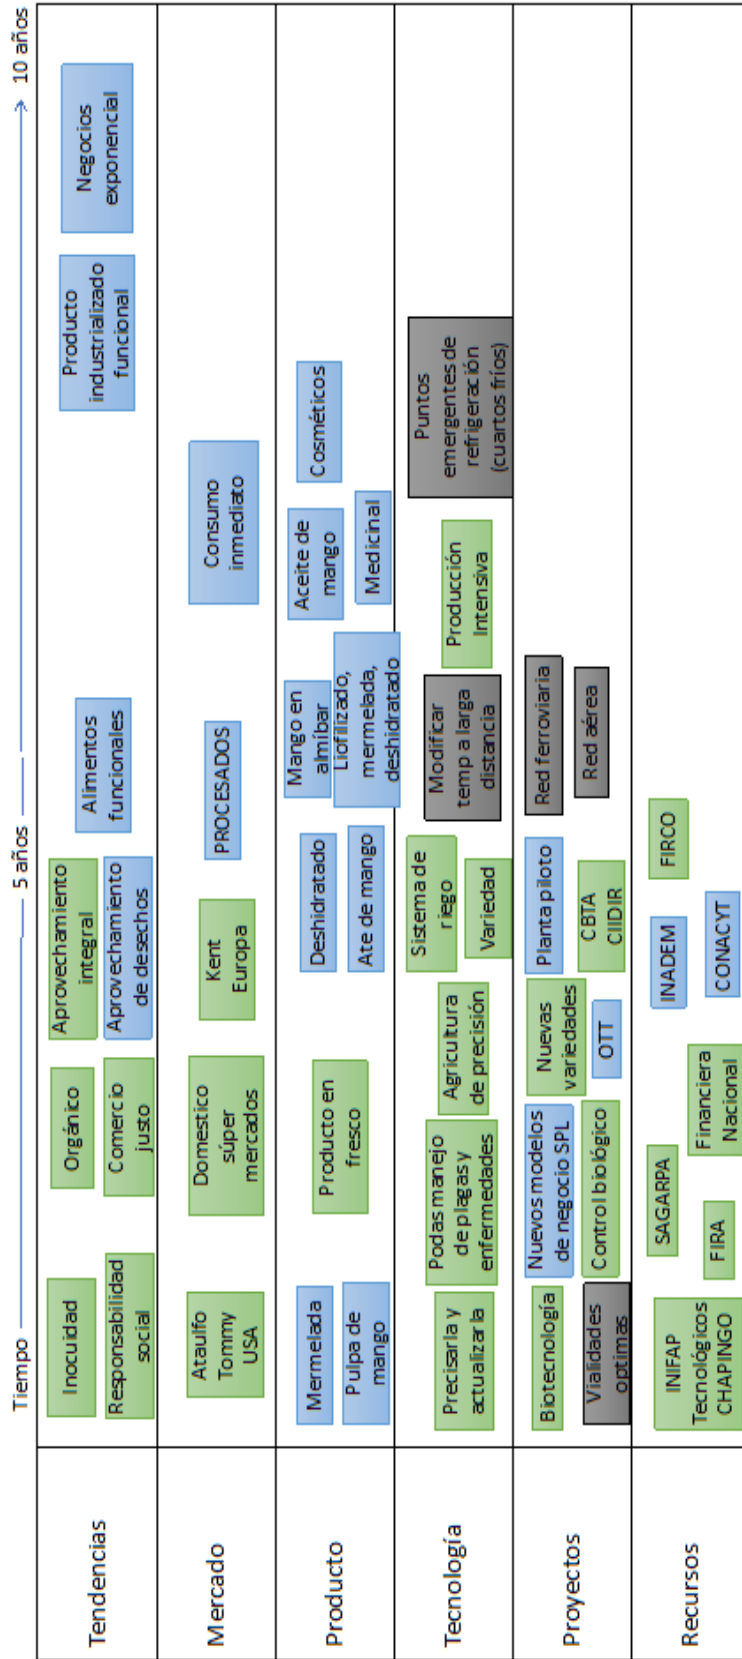 Tiempo
5 años
10 años
Tendencias
Inocuidad
Responsabilidad
social
Orgánico
Comercio
justo
Aprovechamiento
integral
Aprovechamiento
de desechos
Alimentos
funcionales
Producto
industrializado
funcional
Negocios
exponencial
Mercado
Ataulfo
Tommy
USA
Domestico
súper
mercados
Kent
Europa
PROCESADOS
Consumo
inmediato
Producto
Mermelada
Pulpa de
mango
Producto en
fresco
Deshidratado
Ate de mango
Mango en
almíbar
Liofilizado,
mermelada,
deshidratado
Aceite de
mango
Medicinal
Cosméticos
Tecnología
Precisarla y
actualizarla
Podas manejo
de plagas y
enfermedades
Agricultura
de precisión
Sistema de
riego
Variedad
Modificar
temp a larga
distancia
Producción
Intensiva
Puntos
emergentes de
refrigeración
(cuartos fríos)
Proyectos
Biotecnología
Vialidades
optimas
Nuevos modelos
de negocio SPL
Control biológico
Nuevas
variedades
OTT
Planta piloto
CBTA
CIIDIR
Red ferroviaria
Red aérea
Recursos
INIFAP
Tecnológicos
CHAPINGO
SAGARPA
FIRA
Financiera
Nacional
INADEM
CONACYT
FIRCO